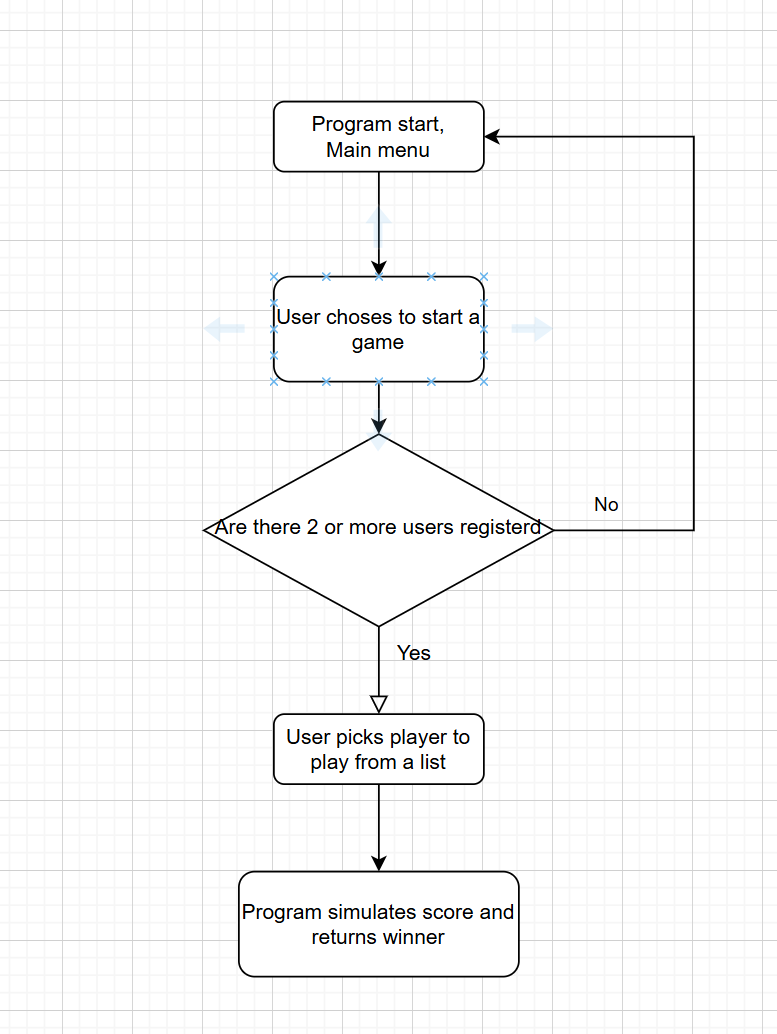 Program start,
Main menu
User choses to start a
game
Are there 2 or more users registerd
No
Yes
User picks player to
play from a list
Program simulates score and
returns winner